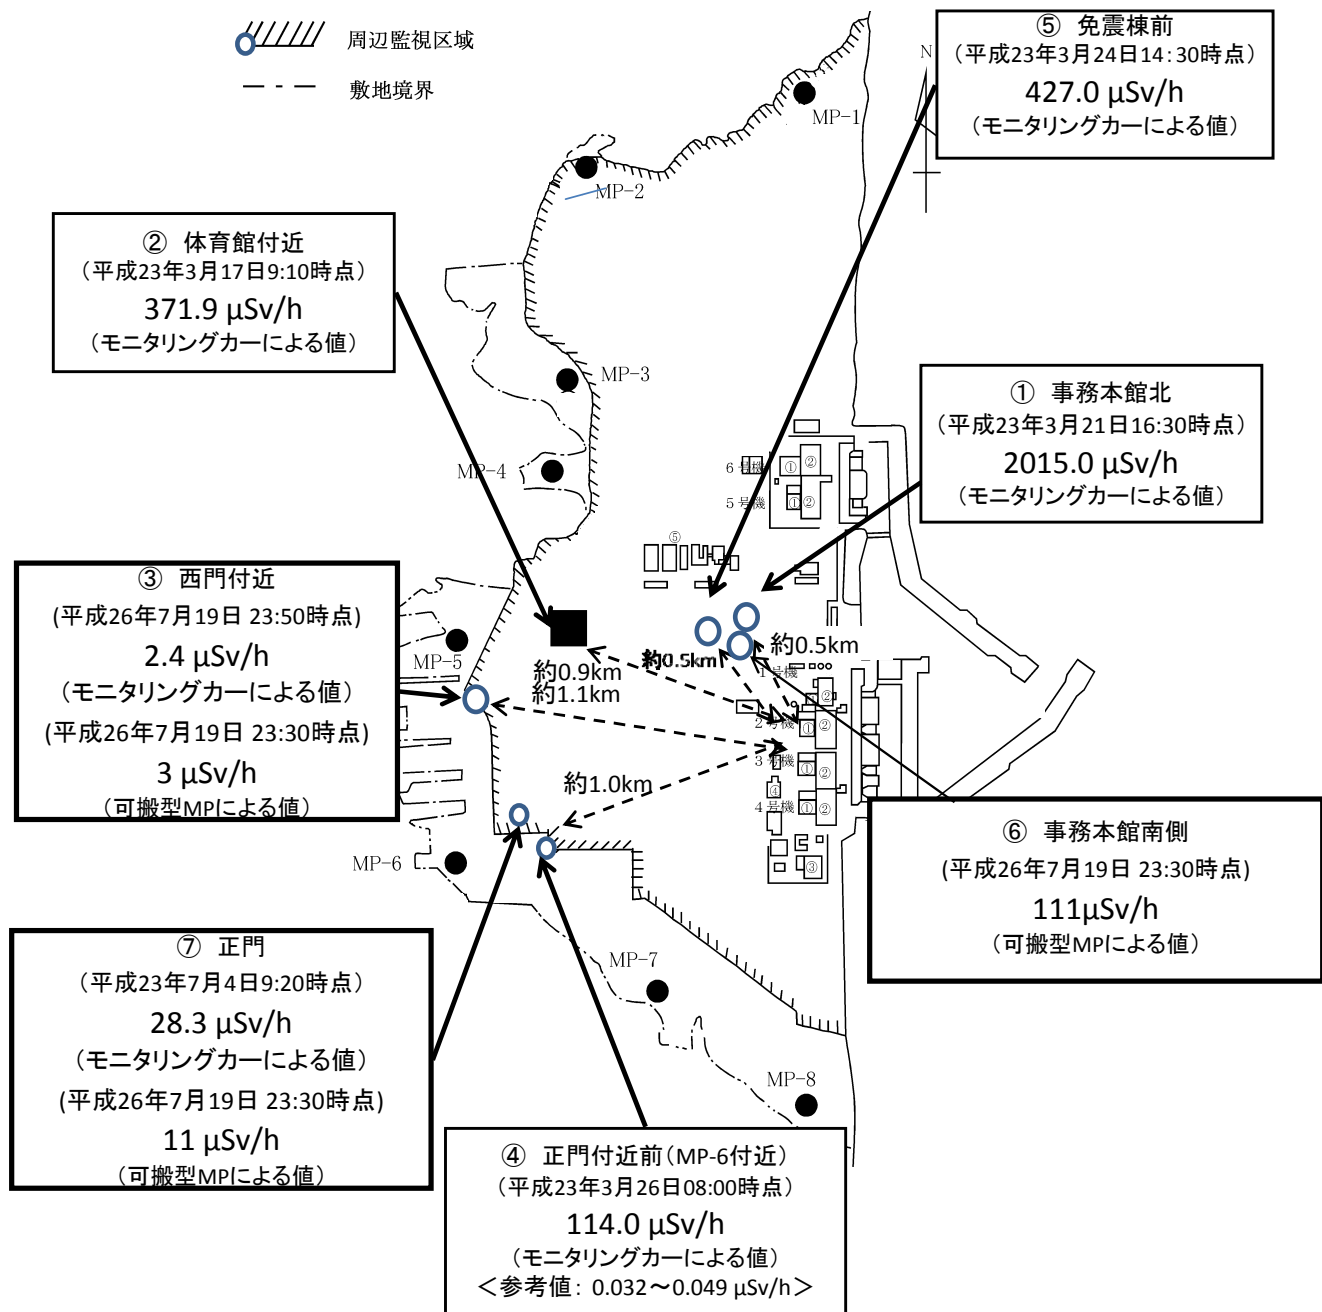 周辺監視区域
敷地境界
⑤ 免震棟前
（平成23年3月24日14：30時点）
427.0 μSv/h
（モニタリングカーによる値）
N
MP-1
MP-2
② 体育館付近
（平成23年3月17日9:10時点）
371.9 μSv/h
（モニタリングカーによる値）
MP-3
① 事務本館北
（平成23年3月21日16:30時点）
2015.0 μSv/h
（モニタリングカーによる値）
MP-4
6号機
① ②
5号機
① ②
⑤
③ 西門付近
(平成26年7月19日 23:50時点)
2.4 μSv/h
（モニタリングカーによる値）
(平成26年7月19日 23:30時点)
3 μSv/h
（可搬型MPによる値）
MP-5
約0.9km
約1.1km
約0.5km
約0.5km
1号機
②
2号機
① ②
3号機
① ②
④
4号機
① ②
③
約1.0km
MP-6
⑥ 事務本館南側
(平成26年7月19日 23:30時点)
111μSv/h
（可搬型MPによる値）
⑦ 正門
（平成23年7月4日9:20時点）
28.3 μSv/h
（モニタリングカーによる値）
(平成26年7月19日 23:30時点)
11 μSv/h
（可搬型MPによる値）
MP-7
MP-8
④ 正門付近前（MP-6付近）
（平成23年3月26日08:00時点）
114.0 μSv/h
（モニタリングカーによる値）
＜参考値： 0.032～0.049 μSv/h＞